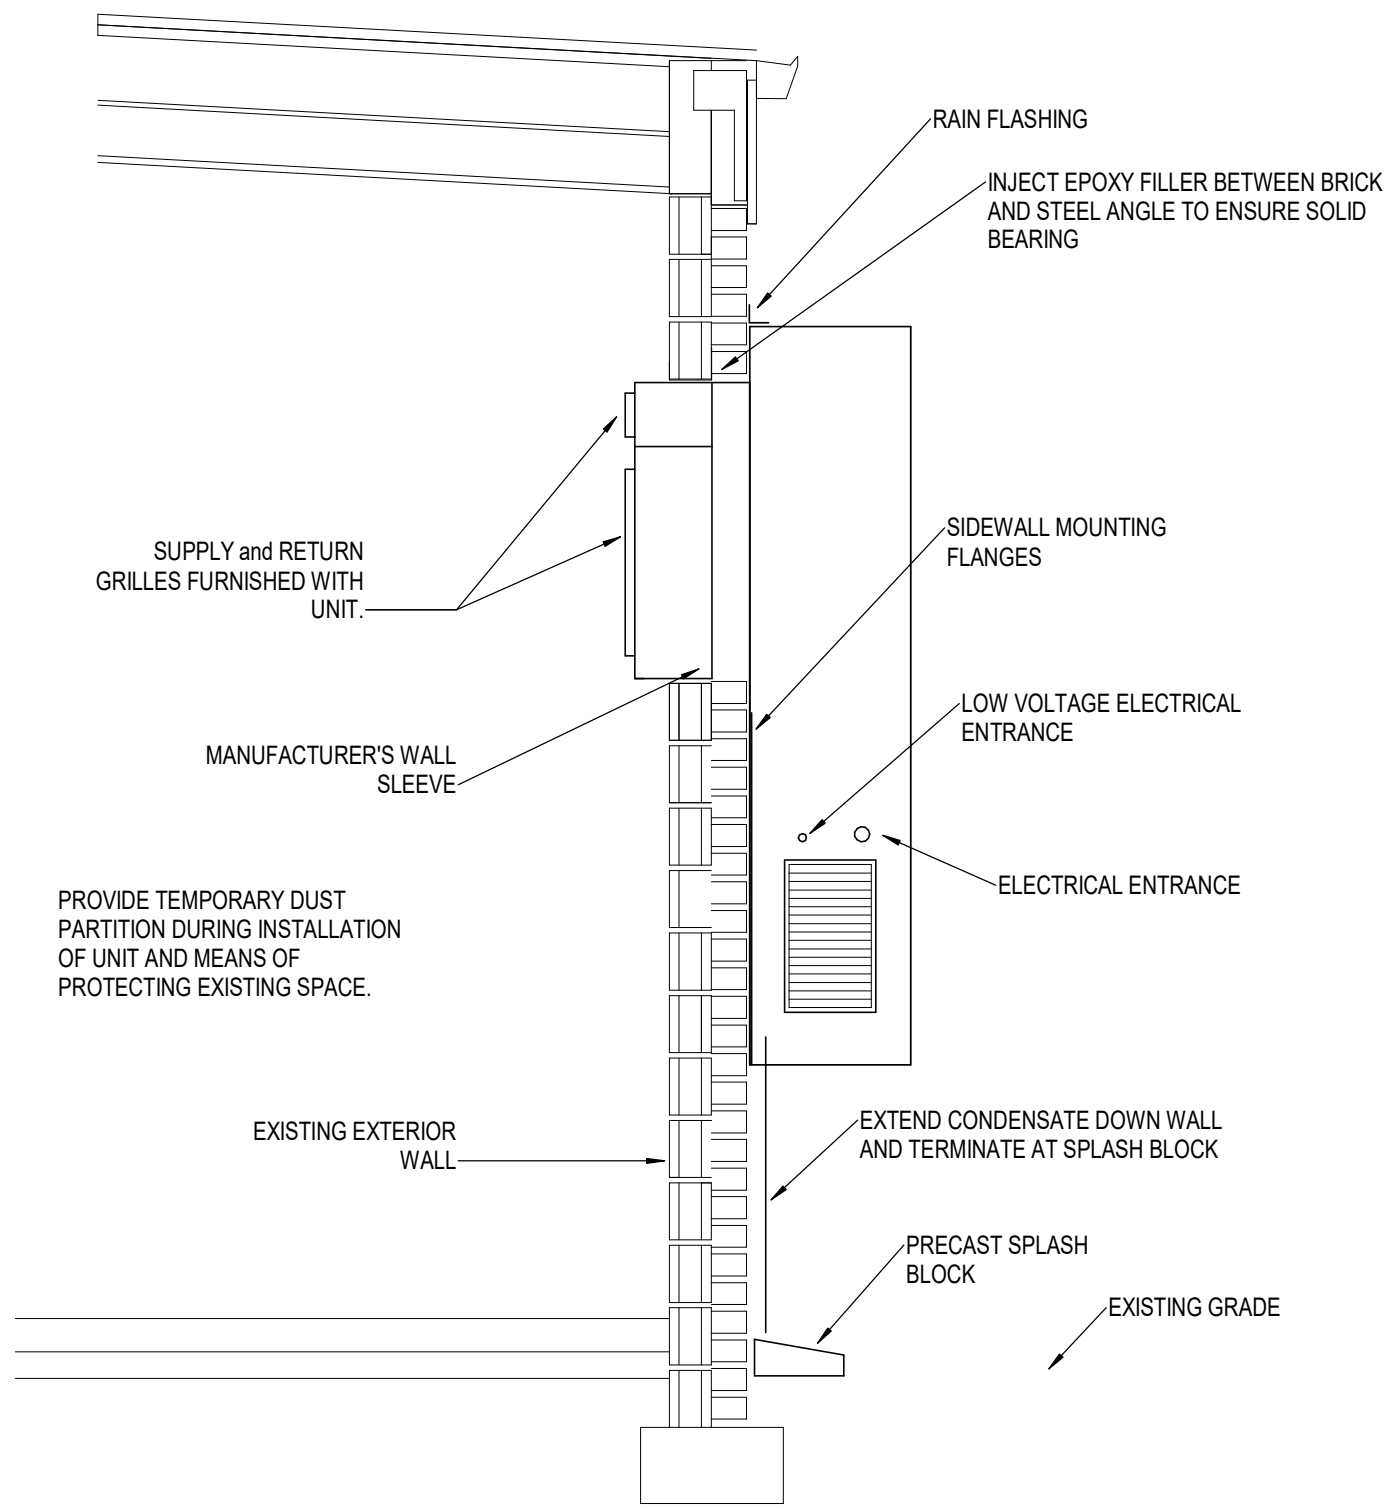 RAIN FLASHING
INJECT EPOXY FILLER BETWEEN BRICK
AND STEEL ANGLE TO ENSURE SOLID
BEARING
SUPPLY and RETURN
GRILLES FURNISHED WITH
UNIT.
SIDEWALL MOUNTING
FLANGES
LOW VOLTAGE ELECTRICAL
ENTRANCE
MANUFACTURER'S WALL
SLEEVE
ELECTRICAL ENTRANCE
PROVIDE TEMPORARY DUST
PARTITION DURING INSTALLATION
OF UNIT AND MEANS OF
PROTECTING EXISTING SPACE.
EXISTING EXTERIOR
WALL
EXTEND CONDENSATE DOWN WALL
AND TERMINATE AT SPLASH BLOCK
PRECAST SPLASH
BLOCK
EXISTING GRADE